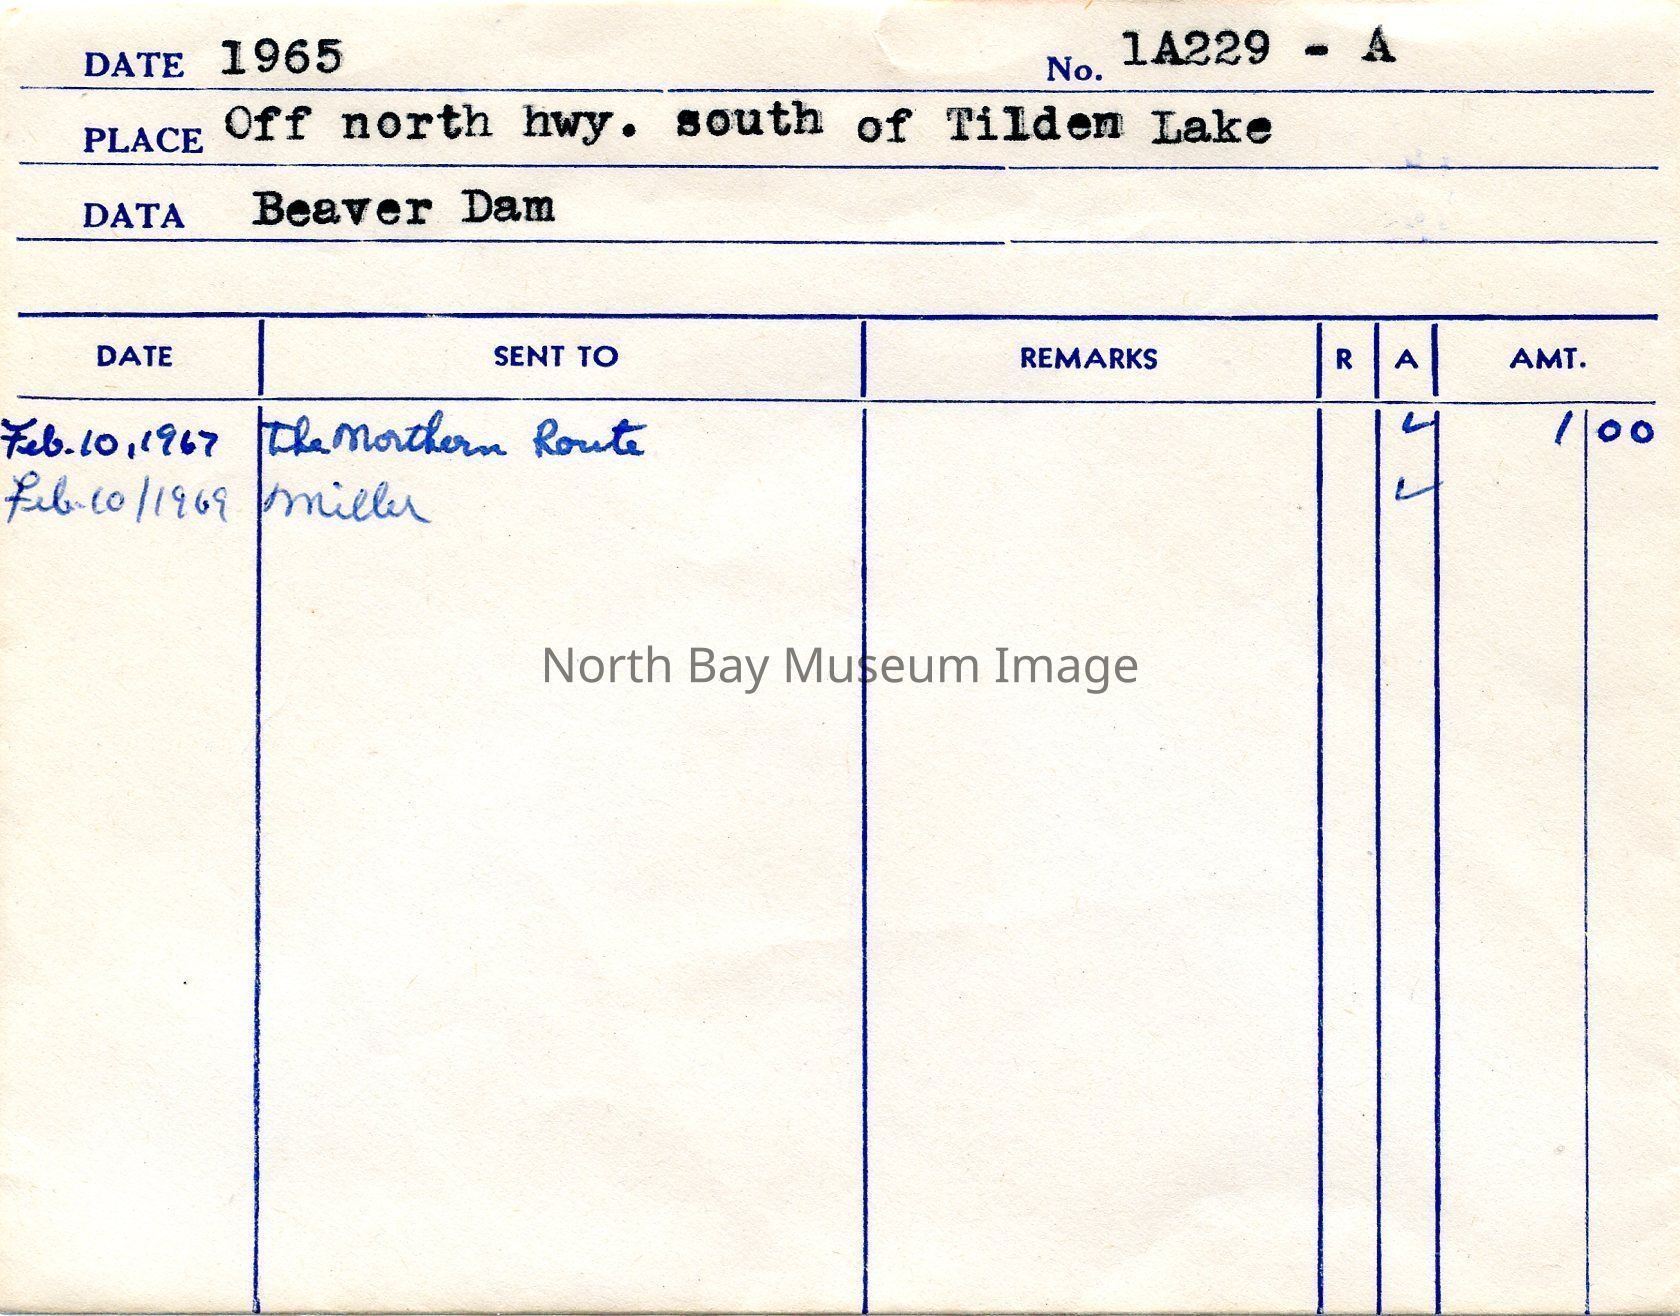 DATE 1965 No. 1A229 - A
PLACE Off north hwy. south of Tilden Lake
DATA Beaver Dam
DATE SENT TO REMARKS R A AMT.
Feb. 10, 1967 The Northern Route ✓ 1 00
Feb. 10/1969 Miller ✓
North Bay Museum Image